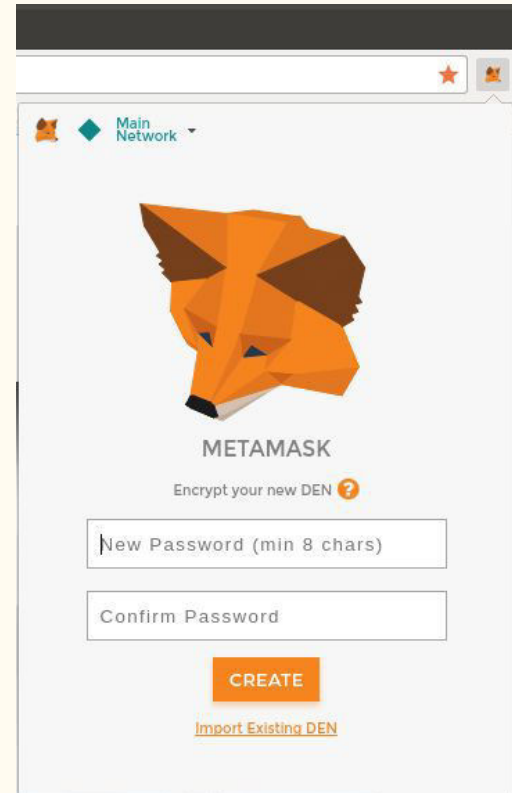 Main
Network
METAMASK
Encrypt your new DEN ?
New Password (min 8 chars)
Confirm Password
CREATE
Import Existing DEN